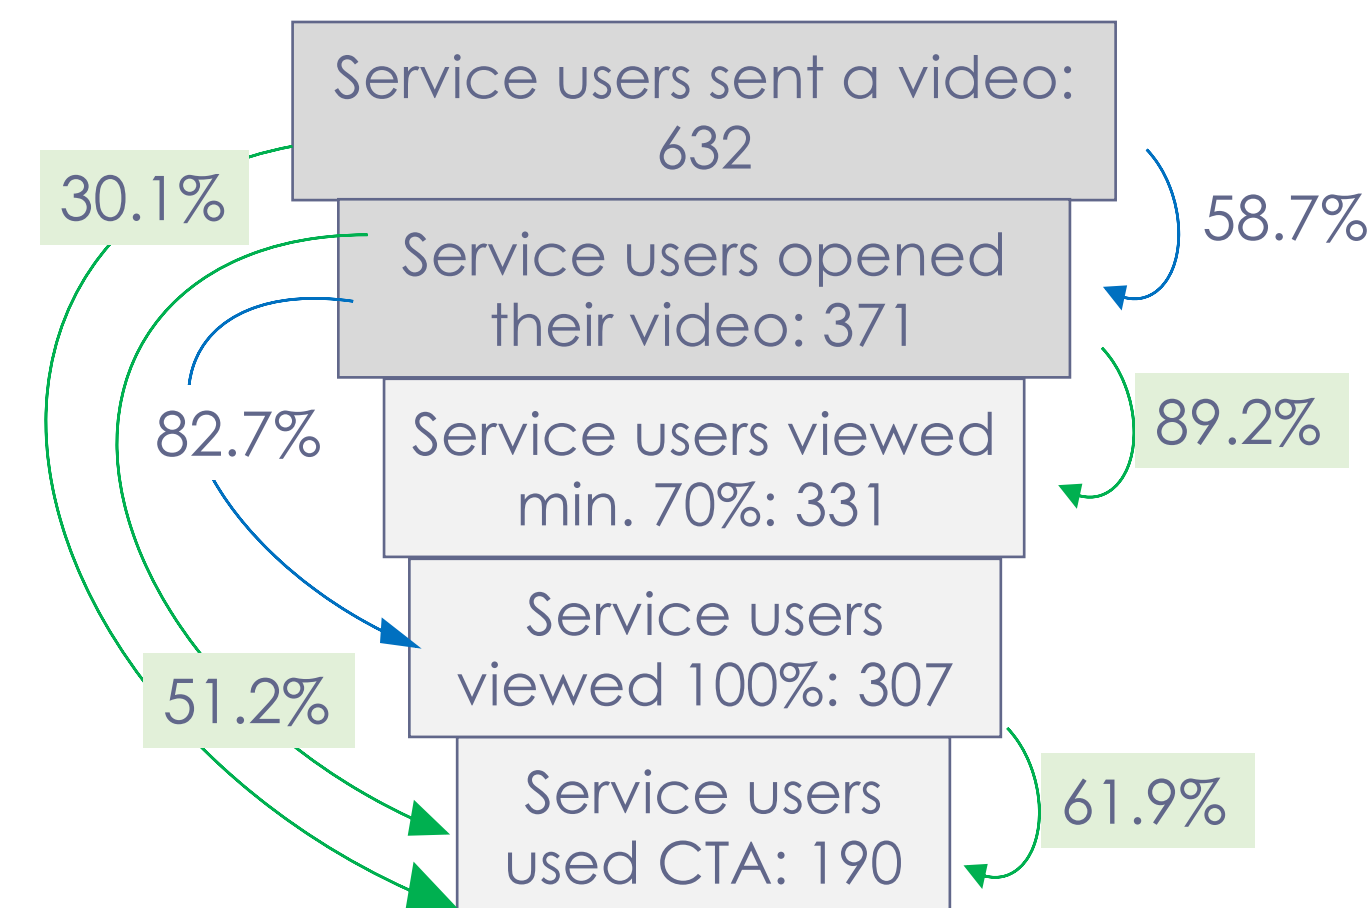 Service users sent a video:
632
30.1%
58.7%
Service users opened
their video: 371
82.7%
89.2%
Service users viewed
min. 70%: 331
Service users
viewed 100%: 307
51.2%
61.9%
Service users
used CTA: 190